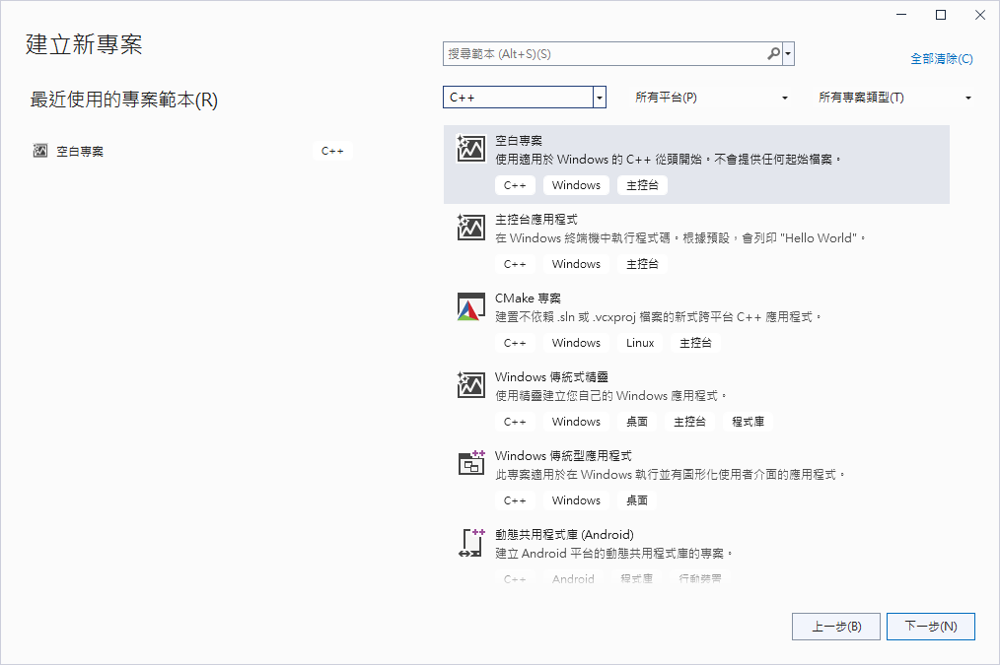 建立新專案
搜尋範本 (Alt+S)(S)
全部清除(C)
最近使用的專案範本(R)
C++
所有平台(P)
所有專案類型(T)
空白專案
C++
空白專案
使用適用於 Windows 的 C++ 從頭開始。不會提供任何起始檔案。
C++ Windows 主控台
主控台應用程式
在 Windows 終端機中執行程式碼。根據預設，會列印 "Hello World"。
C++ Windows 主控台
CMake 專案
建置不依賴 .sln 或 .vcxproj 檔案的新式跨平台 C++ 應用程式。
C++ Windows Linux 主控台
Windows 傳統式精靈
使用精靈建立您自己的 Windows 應用程式。
C++ Windows 桌面 主控台 程式庫
Windows 傳統型應用程式
此專案適用於在 Windows 執行並有圖形化使用者介面的應用程式。
C++ Windows 桌面
動態共用程式庫 (Android)
建立 Android 平台的動態共用程式庫的專案。
C++ Android 程式庫 行動裝置
上一步(B)
下一步(N)